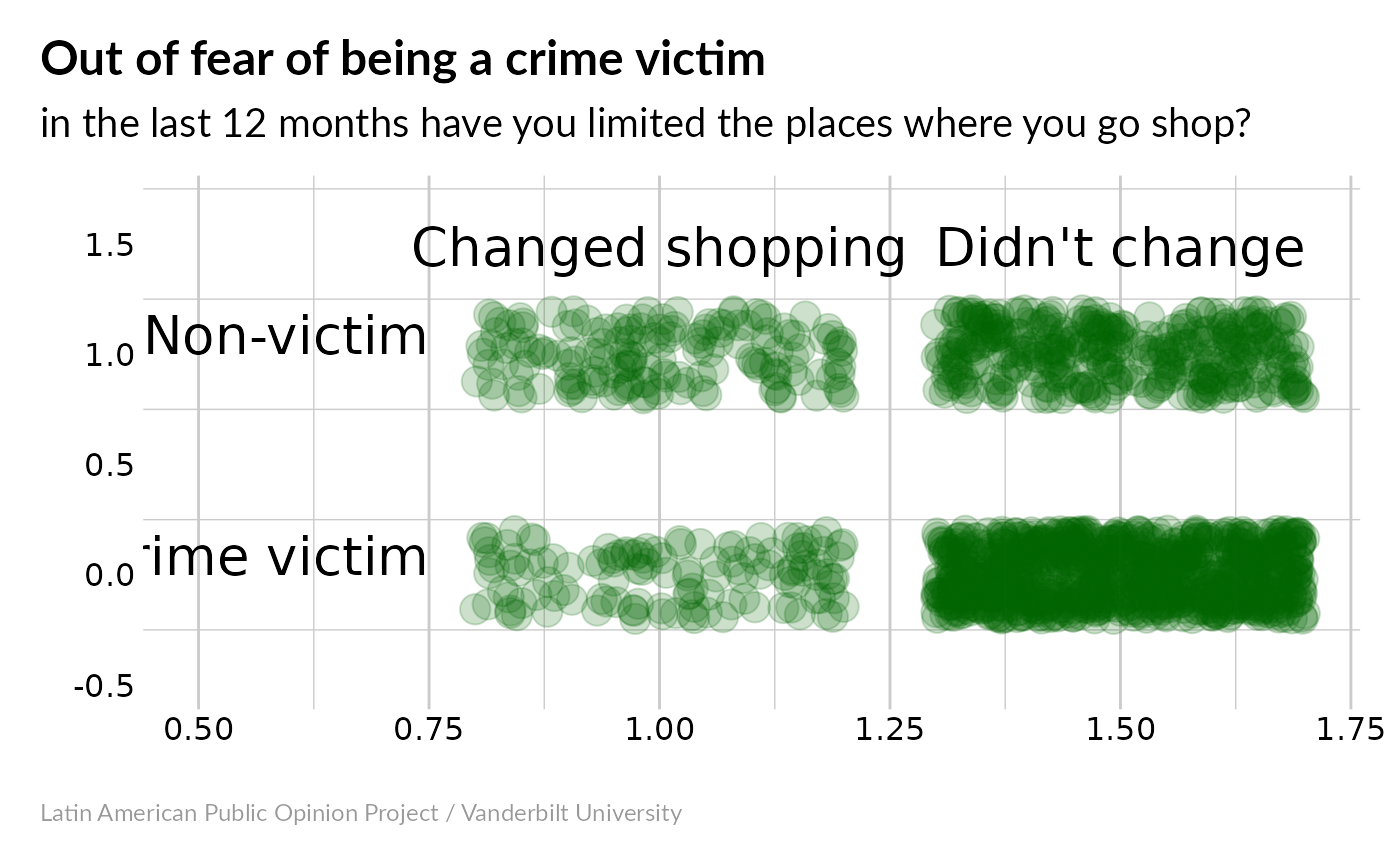 Out of fear of being a crime victim
in the last 12 months have you limited the places where you go shop?
1.5
Changed shopping Didn't change
Non-victim
1.0
0.5
rime victim
0.0
-0.5
0.50 0.75 1.00 1.25 1.50 1.75
Latin American Public Opinion Project / Vanderbilt University